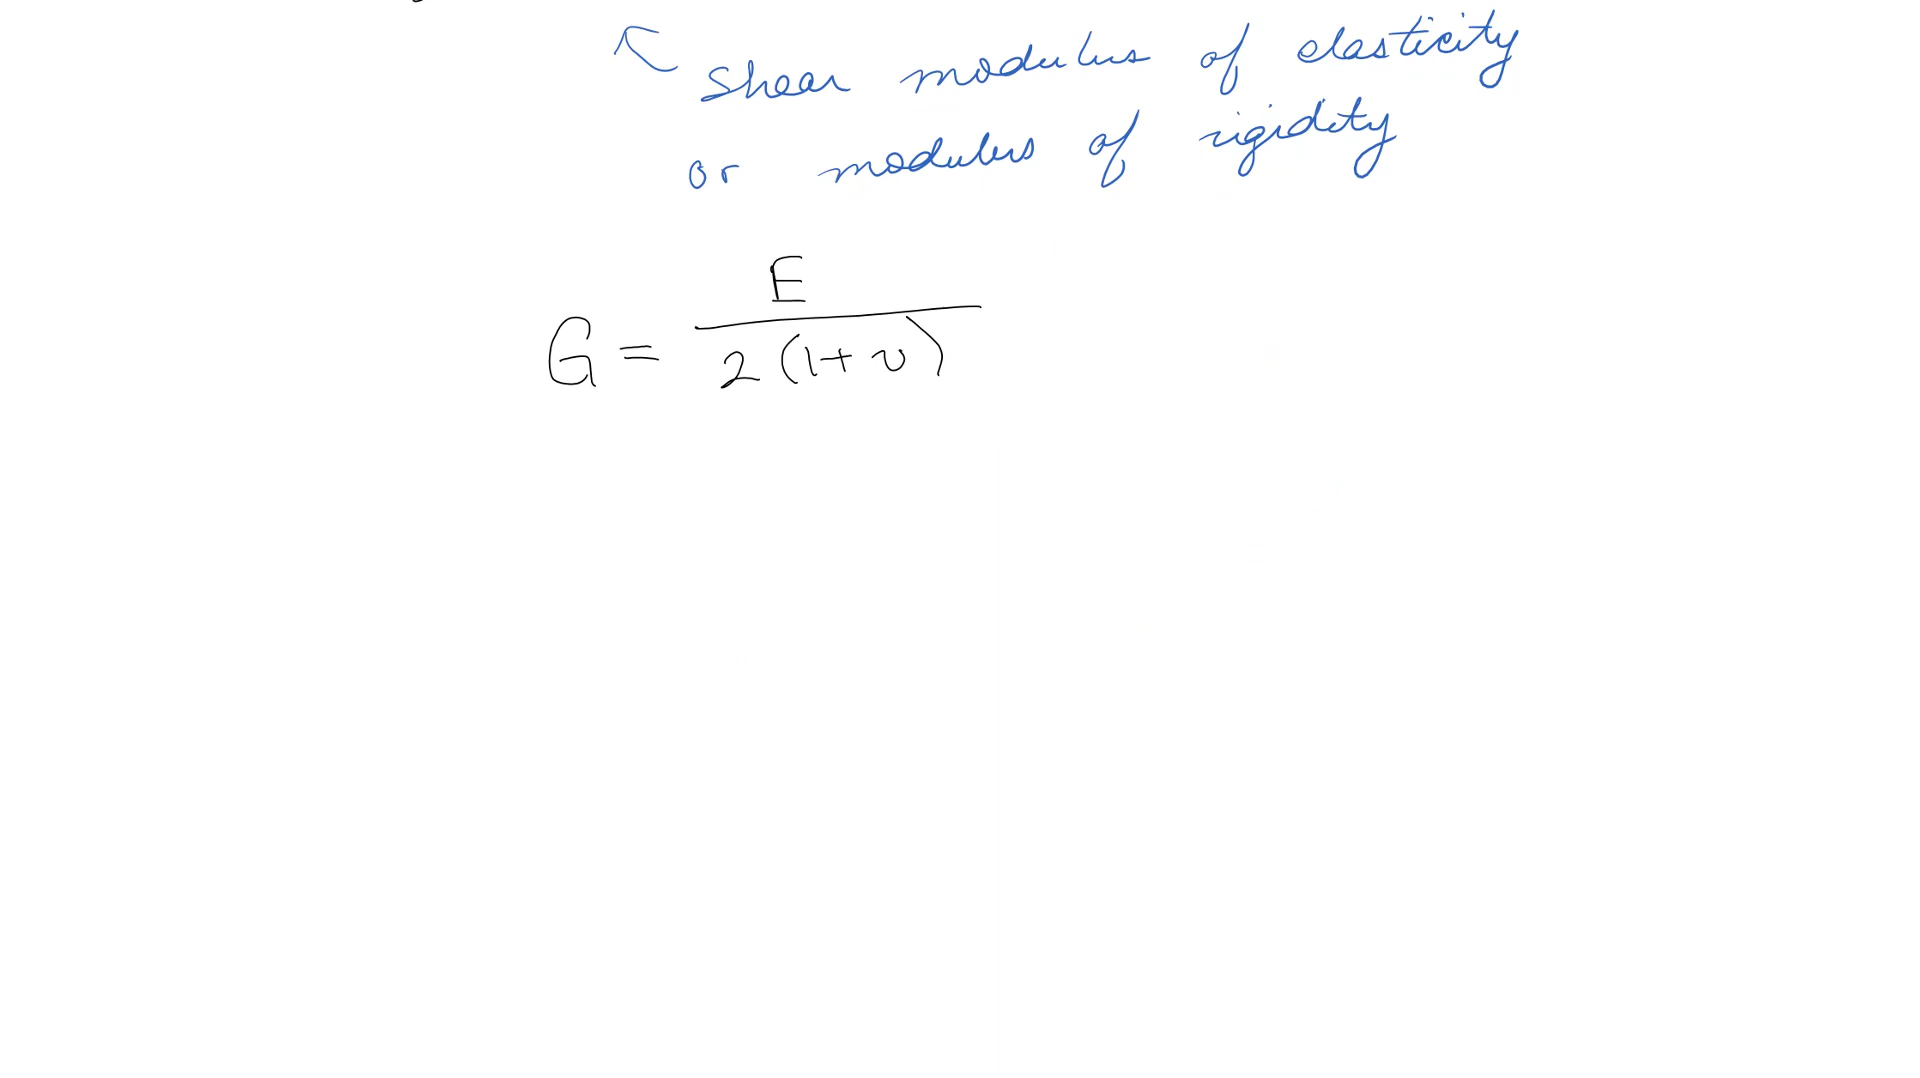 shear modulus of elasticity
or modulus of rigidity
G = E / 2 (1 + ν)